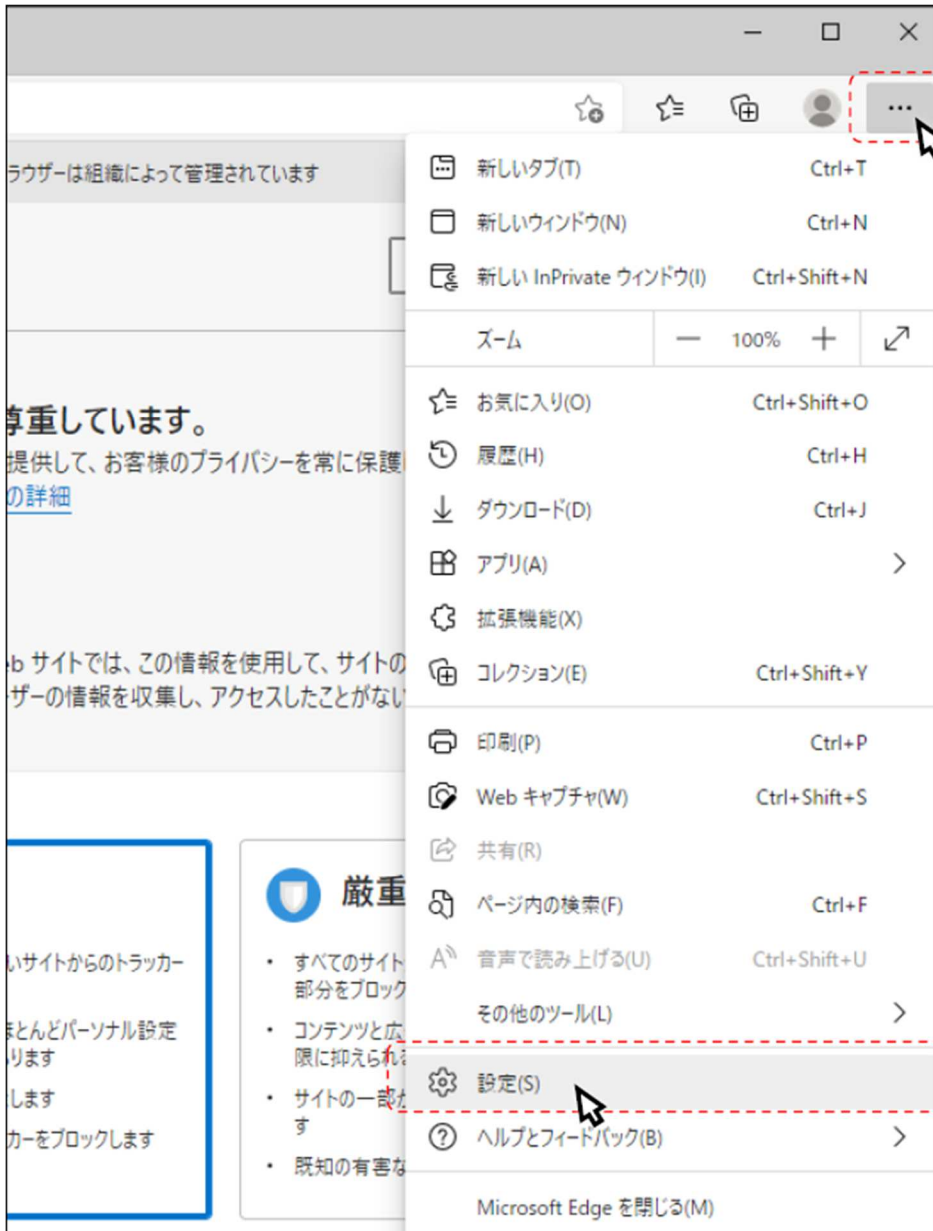 ラウザーは組織によって管理されています
尊重しています。
提供して、お客様のプライバシーを常に保護
の詳細
eb サイトでは、この情報を使用して、サイトの
ーザーの情報を収集し、アクセスしたことがない
いサイトからのトラッカー
ほとんどパーソナル設定
ります
します
カーをブロックします
厳重
• すべてのサイト
部分をブロック
• コンテンツと広
限に抑えられる
• サイトの一部が
す
• 既知の有害な
新しいタブ(T) Ctrl+T
新しいウィンドウ(N) Ctrl+N
新しい InPrivate ウィンドウ(I) Ctrl+Shift+N
ズーム — 100% +
お気に入り(O) Ctrl+Shift+O
履歴(H) Ctrl+H
ダウンロード(D) Ctrl+J
アプリ(A)
拡張機能(X)
コレクション(E) Ctrl+Shift+Y
印刷(P) Ctrl+P
Web キャプチャ(W) Ctrl+Shift+S
共有(R)
ページ内の検索(F) Ctrl+F
音声で読み上げる(U) Ctrl+Shift+U
その他のツール(L)
設定(S)
ヘルプとフィードバック(B)
Microsoft Edge を閉じる(M)